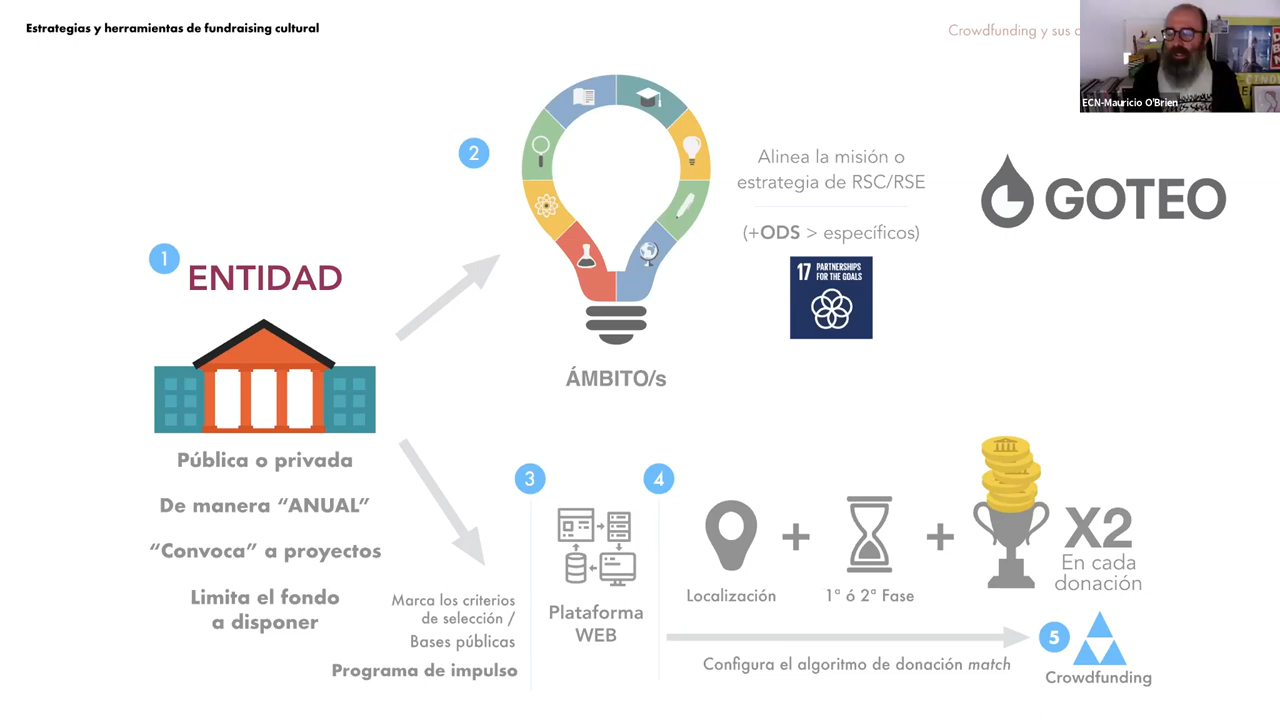 Estrategias y herramientas de fundraising cultural
Crowdfunding y sus
ECN-Mauricio O'Brien
2
Alinea la misión o
estrategia de RSC/RSE
(+ODS > específicos)
17 PARTNERSHIPS
FOR THE GOALS
GOTEO
ÁMBITO/s
1
ENTIDAD
Pública o privada
De manera “ANUAL”
“Convoca” a proyectos
Limita el fondo
a disponer
Marca los criterios
de selección /
Bases públicas
Programa de impulso
3
Plataforma
WEB
4
Localización
+
1ª ó 2ª Fase
+
X2
En cada
donación
Configura el algoritmo de donación match
5
Crowdfunding